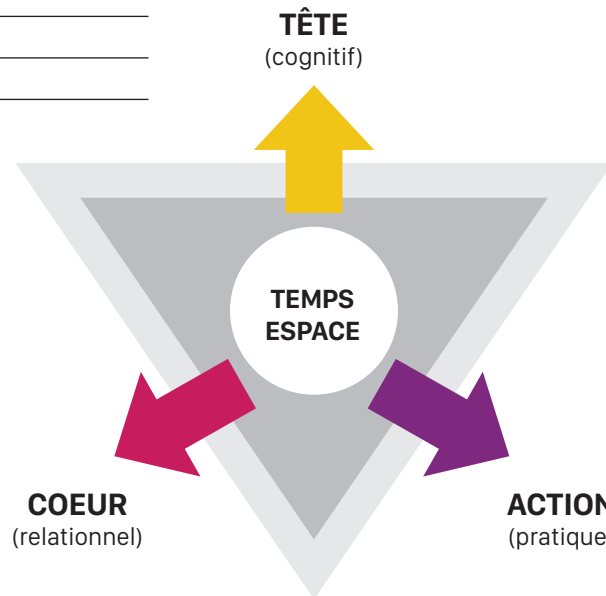 TÊTE
(cognitif)
TEMPS
ESPACE
COEUR
(relationnel)
ACTION
(pratique